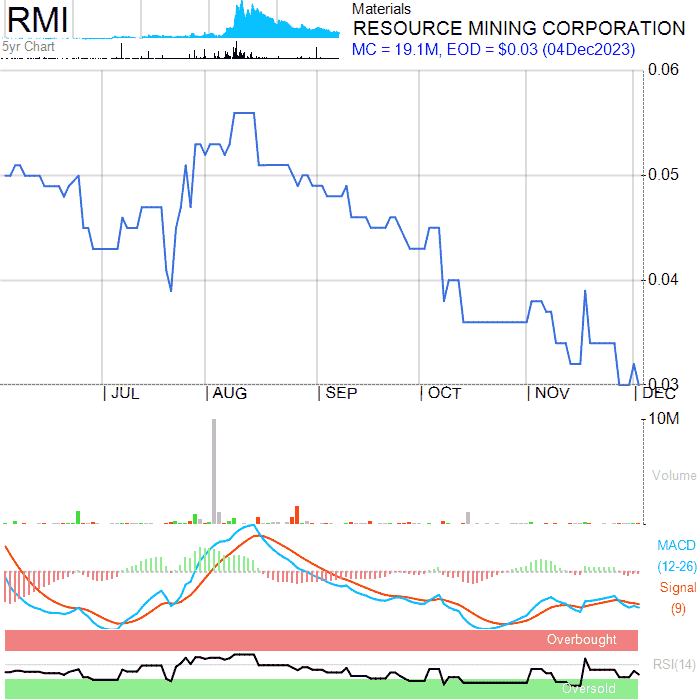 RMI
5yr Chart
Materials
RESOURCE MINING CORPORATION
MC = 19.1M, EOD = $0.03 (04Dec2023)
0.06
0.05
0.04
0.03
JUL AUG SEP OCT NOV DEC
10M
Volume
MACD
(12-26)
Signal
(9)
Overbought
RSI(14)
Oversold